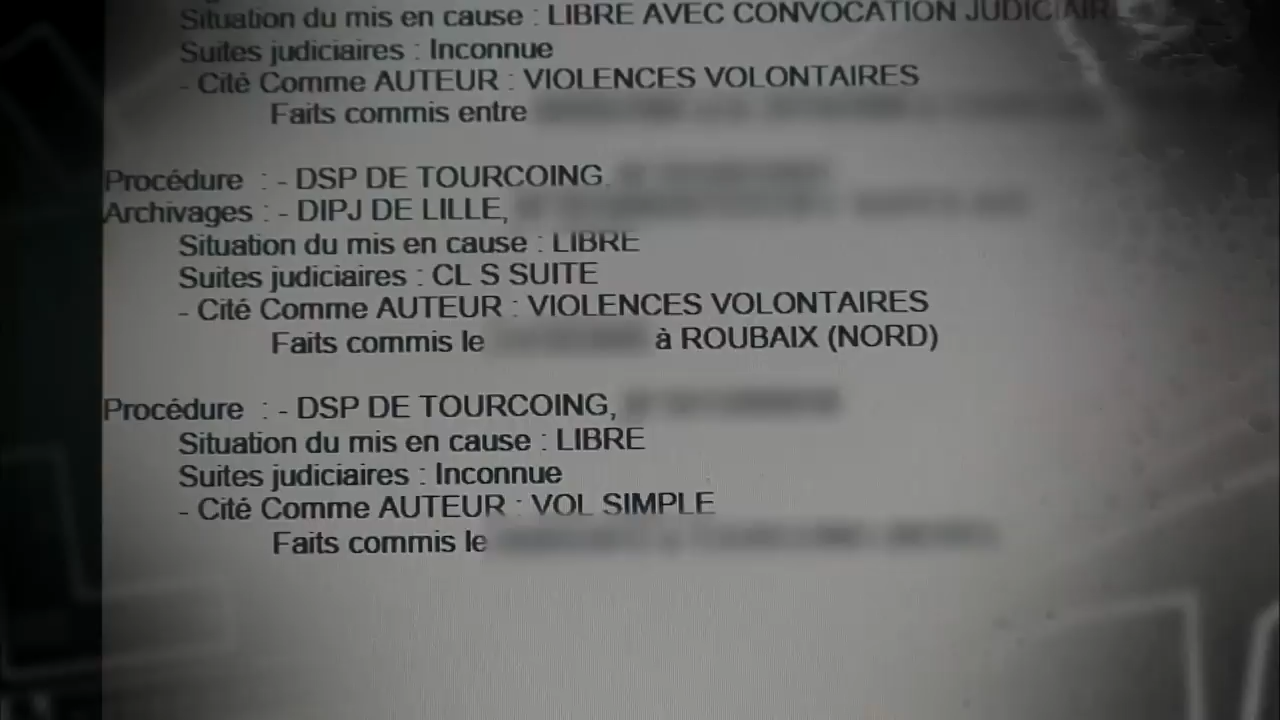 Situation du mis en cause : LIBRE AVEC CONVOCATION JUDICIAIR
Suites judiciaires : Inconnue
- Cité Comme AUTEUR : VIOLENCES VOLONTAIRES
Faits commis entre
Procédure : - DSP DE TOURCOING,
Archivages : - DIPJ DE LILLE,
Situation du mis en cause : LIBRE
Suites judiciaires : CL S SUITE
- Cité Comme AUTEUR : VIOLENCES VOLONTAIRES
Faits commis le à ROUBAIX (NORD)
Procédure : - DSP DE TOURCOING,
Situation du mis en cause : LIBRE
Suites judiciaires : Inconnue
- Cité Comme AUTEUR : VOL SIMPLE
Faits commis le